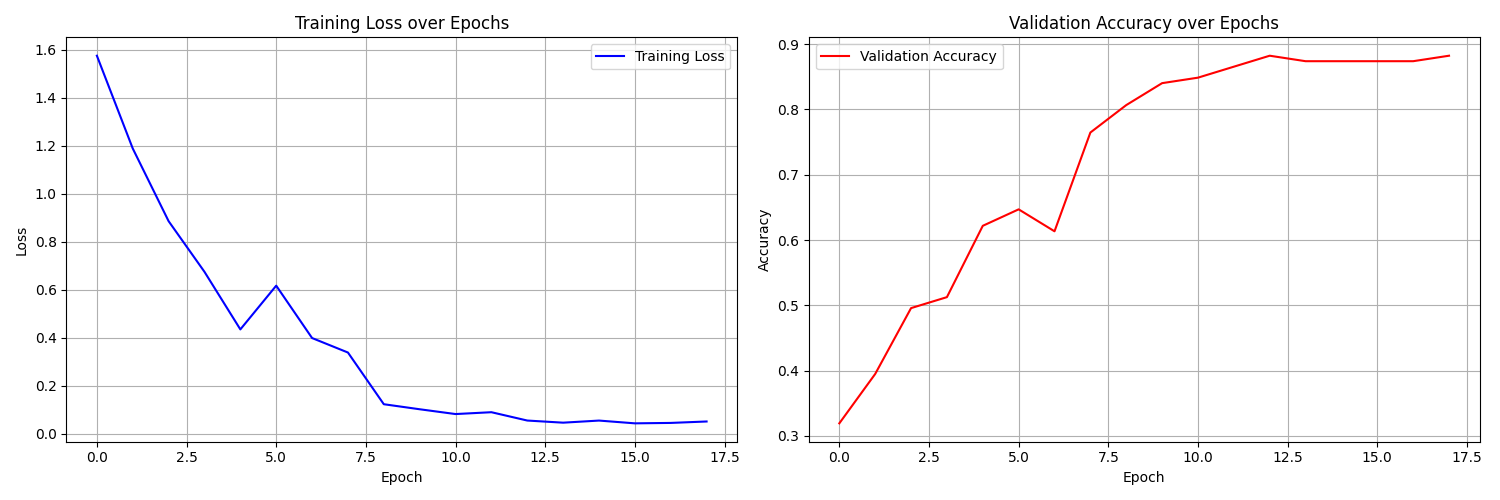 Training Loss over Epochs
Training Loss
1.6
1.4
1.2
1.0
0.8
0.6
0.4
0.2
0.0
Loss
0.0 2.5 5.0 7.5 10.0 12.5 15.0 17.5
Epoch
Validation Accuracy over Epochs
Validation Accuracy
0.9
0.8
0.7
0.6
0.5
0.4
0.3
Accuracy
0.0 2.5 5.0 7.5 10.0 12.5 15.0 17.5
Epoch